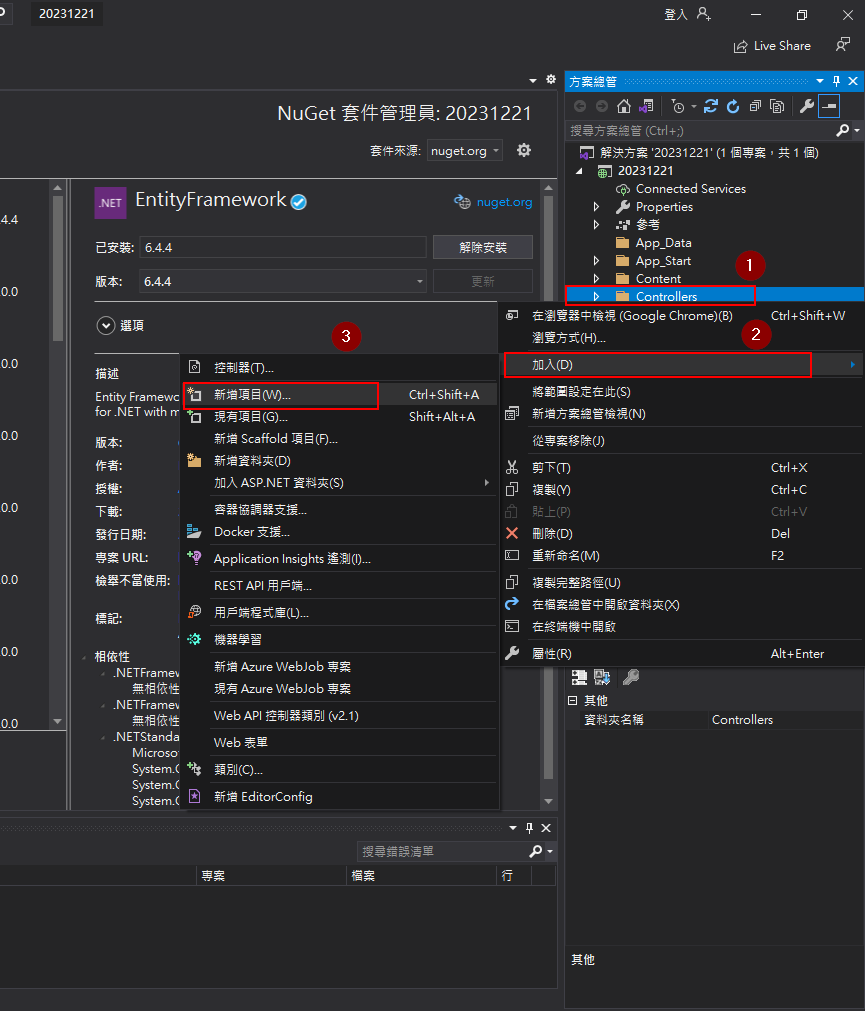 20231221
登入
Live Share
NuGet 套件管理員: 20231221
套件來源: nuget.org
4.4
0.0
0.0
0.0
0.0
0.0
0.0
0.0
.NET
EntityFramework
nuget.org
已安裝: 6.4.4
解除安裝
版本: 6.4.4
更新
選項
描述
Entity Framewo
for .NET with m
版本:
作者:
授權:
下載:
發行日期:
專案 URL:
檢舉不當使用:
標記:
相依性
.NETFramew
無相依性
.NETFramew
無相依性
.NETStanda
Microso
System.C
System.C
System.C
方案總管
搜尋方案總管 (Ctrl+;)
解決方案 '20231221' (1 個專案，共 1 個)
20231221
Connected Services
Properties
參考
App_Data
App_Start
Content
Controllers
1
在瀏覽器中檢視 (Google Chrome)(B) Ctrl+Shift+W
瀏覽方式(H)...
2
加入(D)
將範圍設定在此(S)
新增方案總管檢視(N)
從專案移除(J)
剪下(T) Ctrl+X
複製(Y) Ctrl+C
貼上(P) Ctrl+V
刪除(D) Del
重新命名(M) F2
複製完整路徑(U)
在檔案總管中開啟資料夾(X)
在終端機中開啟
屬性(R) Alt+Enter
3
控制器(T)...
新增項目(W)... Ctrl+Shift+A
現有項目(G)... Shift+Alt+A
新增 Scaffold 項目(F)...
新增資料夾(D)
加入 ASP.NET 資料夾(S)
容器協調器支援...
Docker 支援...
Application Insights 遙測(I)...
REST API 用戶端...
用戶端程式庫(L)...
機器學習
新增 Azure WebJob 專案
現有 Azure WebJob 專案
Web API 控制器類別 (v2.1)
Web 表單
類別(C)...
新增 EditorConfig
其他
資料夾名稱 Controllers
其他
搜尋錯誤清單
專案 檔案 行